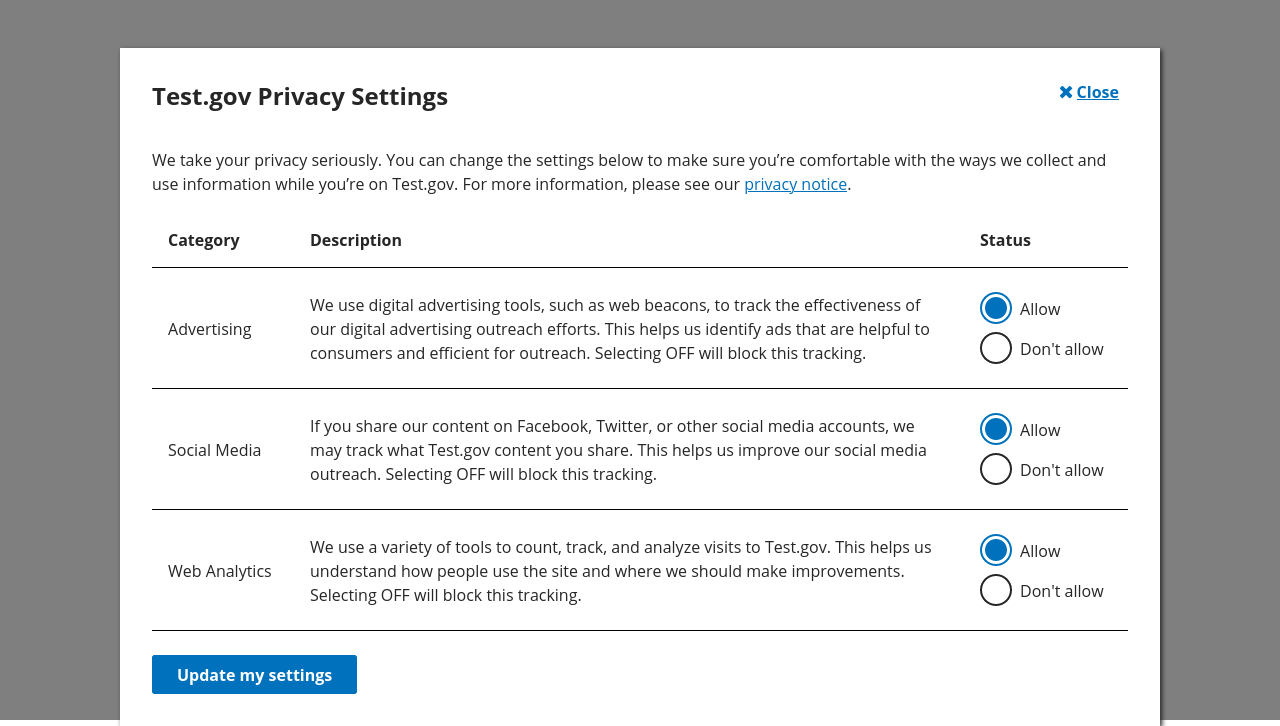 Test.gov Privacy Settings
Close
We take your privacy seriously. You can change the settings below to make sure you’re comfortable with the ways we collect and
use information while you’re on Test.gov. For more information, please see our privacy notice.
Category Description Status
Advertising
We use digital advertising tools, such as web beacons, to track the effectiveness of
our digital advertising outreach efforts. This helps us identify ads that are helpful to
consumers and efficient for outreach. Selecting OFF will block this tracking.
Allow
Don't allow
Social Media
If you share our content on Facebook, Twitter, or other social media accounts, we
may track what Test.gov content you share. This helps us improve our social media
outreach. Selecting OFF will block this tracking.
Allow
Don't allow
Web Analytics
We use a variety of tools to count, track, and analyze visits to Test.gov. This helps us
understand how people use the site and where we should make improvements.
Selecting OFF will block this tracking.
Allow
Don't allow
Update my settings